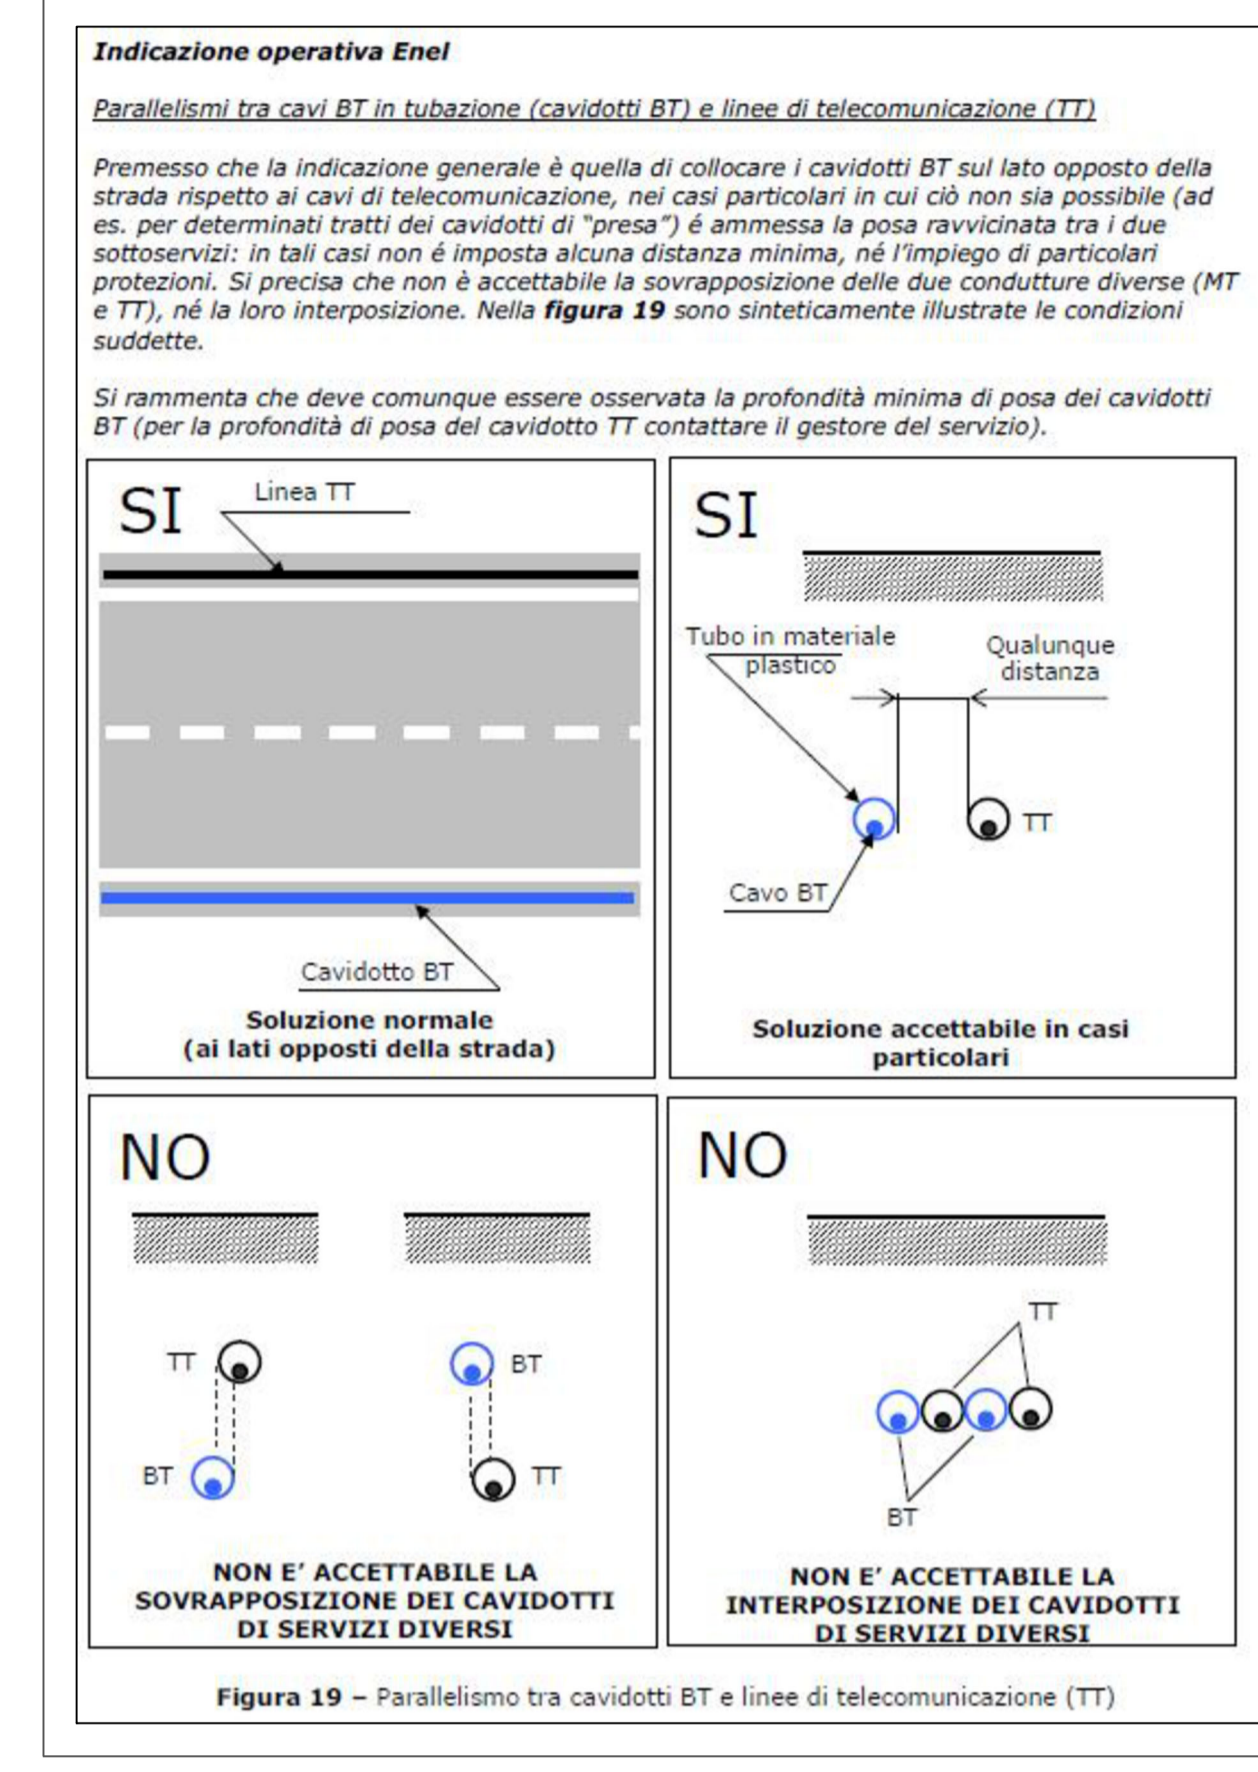 Indicazione operativa Enel
Parallelismi tra cavi BT in tubazione (cavidotti BT) e linee di telecomunicazione (TT)
Premesso che la indicazione generale è quella di collocare i cavidotti BT sul lato opposto della
strada rispetto ai cavi di telecomunicazione, nei casi particolari in cui ciò non sia possibile (ad
es. per determinati tratti dei cavidotti di “presa”) é ammessa la posa ravvicinata tra i due
sottoservizi: in tali casi non é imposta alcuna distanza minima, né l’impiego di particolari
protezioni. Si precisa che non è accettabile la sovrapposizione delle due condutture diverse (MT
e TT), né la loro interposizione. Nella figura 19 sono sinteticamente illustrate le condizioni
suddette.
Si rammenta che deve comunque essere osservata la profondità minima di posa dei cavidotti
BT (per la profondità di posa del cavidotto TT contattare il gestore del servizio).
SI
Linea TT
Cavidotto BT
Soluzione normale
(ai lati opposti della strada)
SI
Tubo in materiale
plastico
Qualunque
distanza
TT
Cavo BT
Soluzione accettabile in casi
particolari
NO
TT
BT
BT
TT
NON E’ ACCETTABILE LA
SOVRAPPOSIZIONE DEI CAVIDOTTI
DI SERVIZI DIVERSI
NO
TT
BT
NON E’ ACCETTABILE LA
INTERPOSIZIONE DEI CAVIDOTTI
DI SERVIZI DIVERSI
Figura 19 – Parallelismo tra cavidotti BT e linee di telecomunicazione (TT)